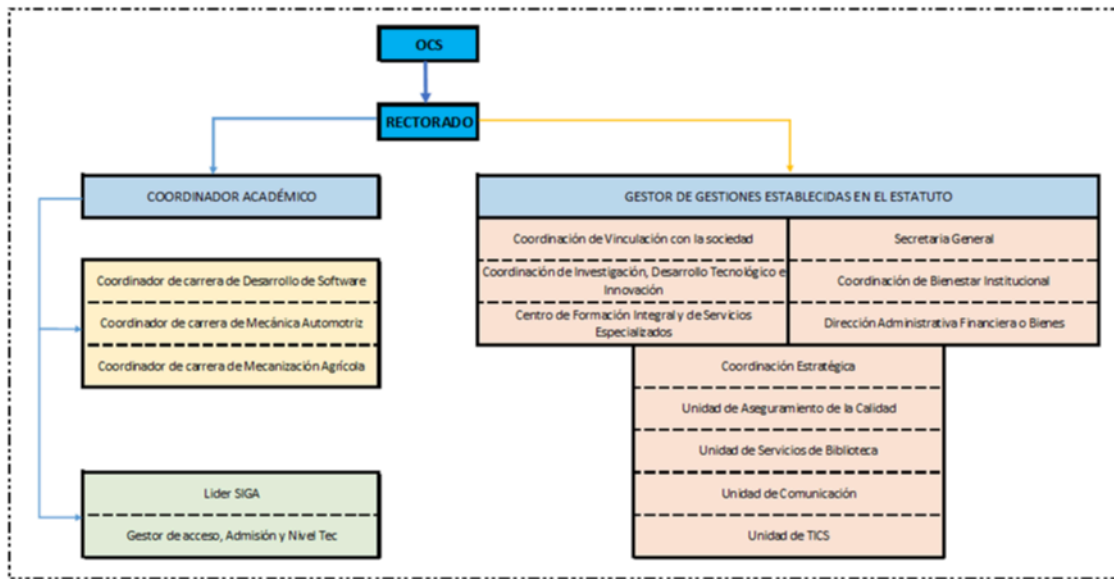 OCS
RECTORADO
COORDINADOR ACADÉMICO
Coordinador de carrera de Desarrollo de Software
Coordinador de carrera de Mecánica Automotriz
Coordinador de carrera de Mecanización Agrícola
Lider SIGA
Gestor de acceso, Admisión y Nivel Tec
GESTOR DE GESTIONES ESTABLECIDAS EN EL ESTATUTO
Coordinación de Vinculación con la sociedad
Coordinación de Investigación, Desarrollo Tecnológico e
Innovación
Centro de Formación Integral y de Servicios
Especializados
Secretaria General
Coordinación de Bienestar Institucional
Dirección Administrativa Financiera o Bienes
Coordinación Estratégica
Unidad de Aseguramiento de la Calidad
Unidad de Servicios de Biblioteca
Unidad de Comunicación
Unidad de TICS